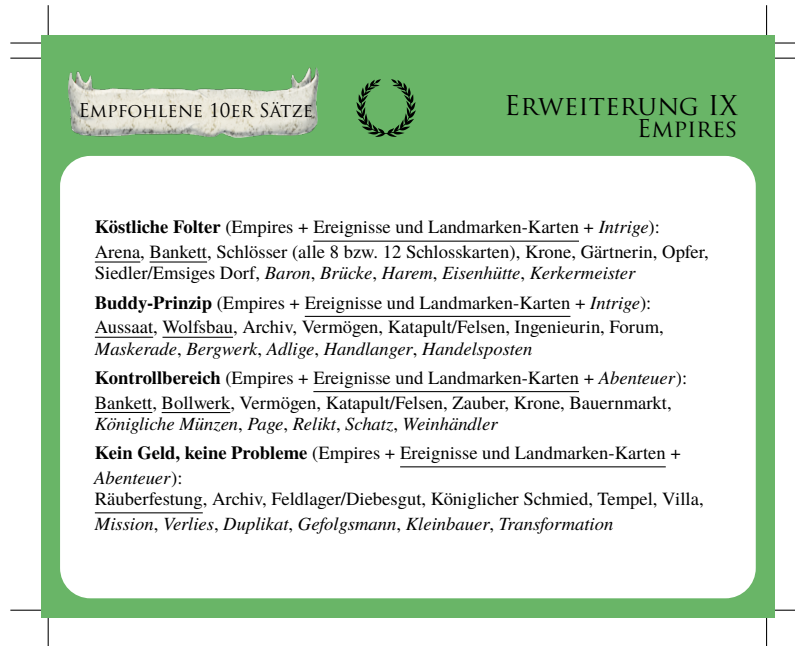 EMPFOHLENE 10ER SÄTZE
ERWEITERUNG IX
EMPIRES
Köstliche Folter (Empires + Ereignisse und Landmarken-Karten + Intrige):
Arena, Bankett, Schlösser (alle 8 bzw. 12 Schlosskarten), Krone, Gärtnerin, Opfer,
Siedler/Emsiges Dorf, Baron, Brücke, Harem, Eisenhütte, Kerkermeister
Buddy-Prinzip (Empires + Ereignisse und Landmarken-Karten + Intrige):
Aussaat, Wolfsbau, Archiv, Vermögen, Katapult/Felsen, Ingenieurin, Forum,
Maskerade, Bergwerk, Adlige, Handlanger, Handelsposten
Kontrollbereich (Empires + Ereignisse und Landmarken-Karten + Abenteuer):
Bankett, Bollwerk, Vermögen, Katapult/Felsen, Zauber, Krone, Bauernmarkt,
Königliche Münzen, Page, Relikt, Schatz, Weinhändler
Kein Geld, keine Probleme (Empires + Ereignisse und Landmarken-Karten +
Abenteuer):
Räuberfestung, Archiv, Feldlager/Diebesgut, Königlicher Schmied, Tempel, Villa,
Mission, Verlies, Duplikat, Gefolgsmann, Kleinbauer, Transformation